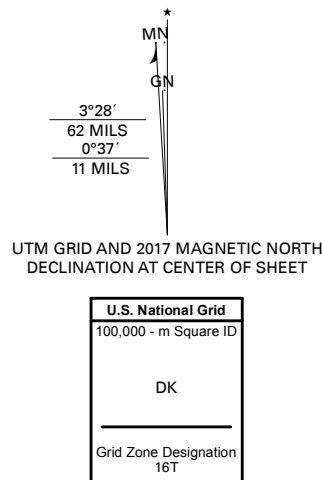 ★
MN
GN
3°28´
62 MILS
0°37´
11 MILS
UTM GRID AND 2017 MAGNETIC NORTH
DECLINATION AT CENTER OF SHEET
U.S. National Grid
100,000 - m Square ID
DK
Grid Zone Designation
16T